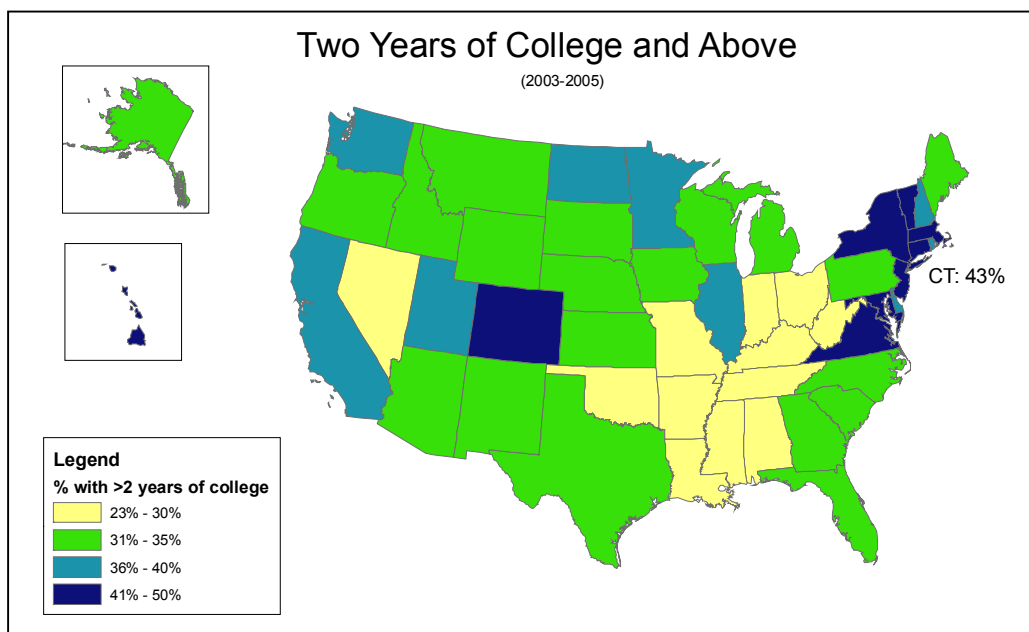 Two Years of College and Above
(2003-2005)
CT: 43%
Legend
% with >2 years of college
23% - 30%
31% - 35%
36% - 40%
41% - 50%